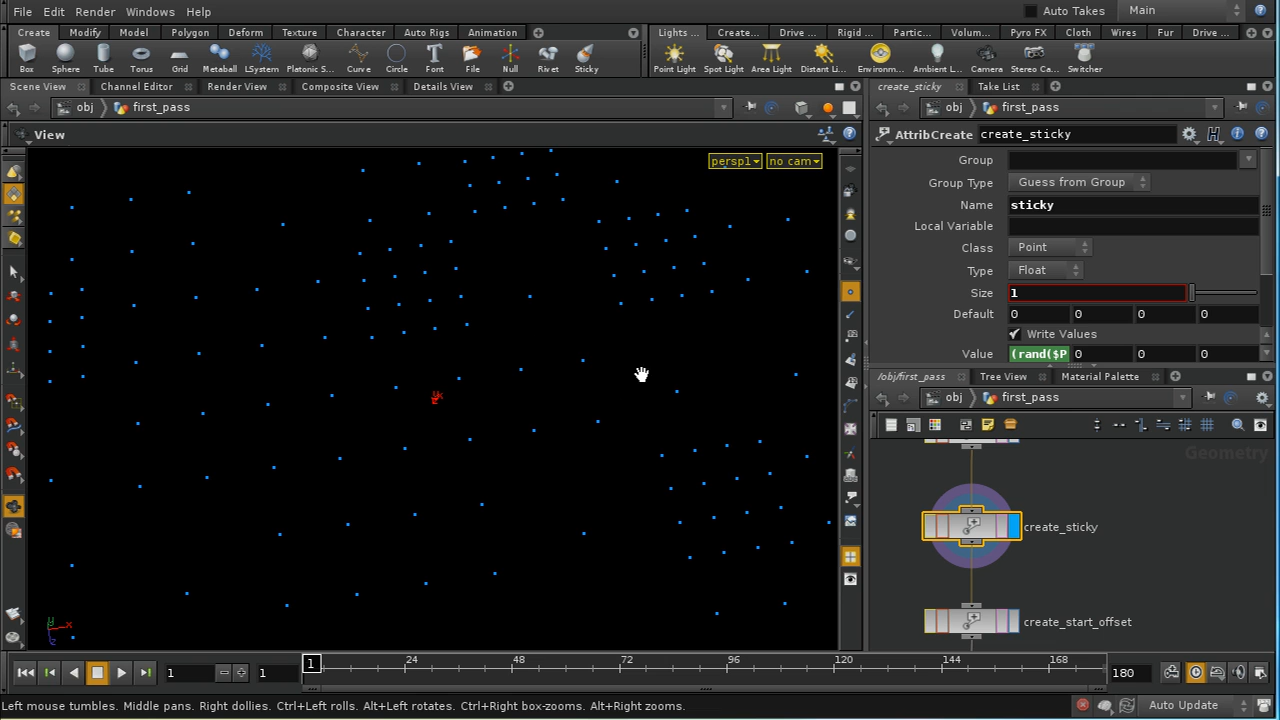 File Edit Render Windows Help Auto Takes Main
Create Modify Model Polygon Deform Texture Character Auto Rigs Animation Lights ... Create... Drive ... Rigid ... Partic... Volum... Pyro FX Cloth Wires Fur Drive ...
Box Sphere Tube Torus Grid Metaball LSystem Platonic S... Curve Circle Font File Null Rivet Sticky Point Light Spot Light Area Light Distant Li... Environm... Ambient L... Camera Stereo Ca... Switcher
Scene View Channel Editor Render View Composite View Details View create_sticky Take List
obj first_pass obj first_pass
View AttribCreate create_sticky
persp1 no cam
Group
Group Type Guess from Group
Name sticky
Local Variable
Class Point
Type Float
Size 1
Default 0 0 0 0
Write Values
Value (rand($P 0 0 0
/obj/first_pass Tree View Material Palette
obj first_pass
Geometry
create_sticky
create_start_offset
y x z
1 1 1 24 48 72 96 120 144 168 180
Left mouse tumbles. Middle pans. Right dollies. Ctrl+Left rolls. Alt+Left rotates. Ctrl+Right box-zooms. Alt+Right zooms. Auto Update